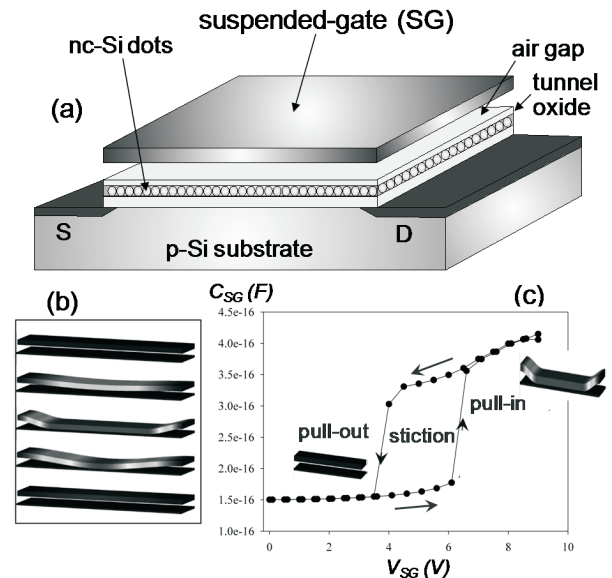 suspended-gate (SG)
nc-Si dots
air gap
tunnel
oxide
(a)
S
D
p-Si substrate
(b)
C_SG (F)
(c)
4.5e-16
4.0e-16
3.5e-16
3.0e-16
2.5e-16
2.0e-16
1.5e-16
1.0e-16
pull-out
stiction
pull-in
0 2 4 6 8 10
V_SG (V)